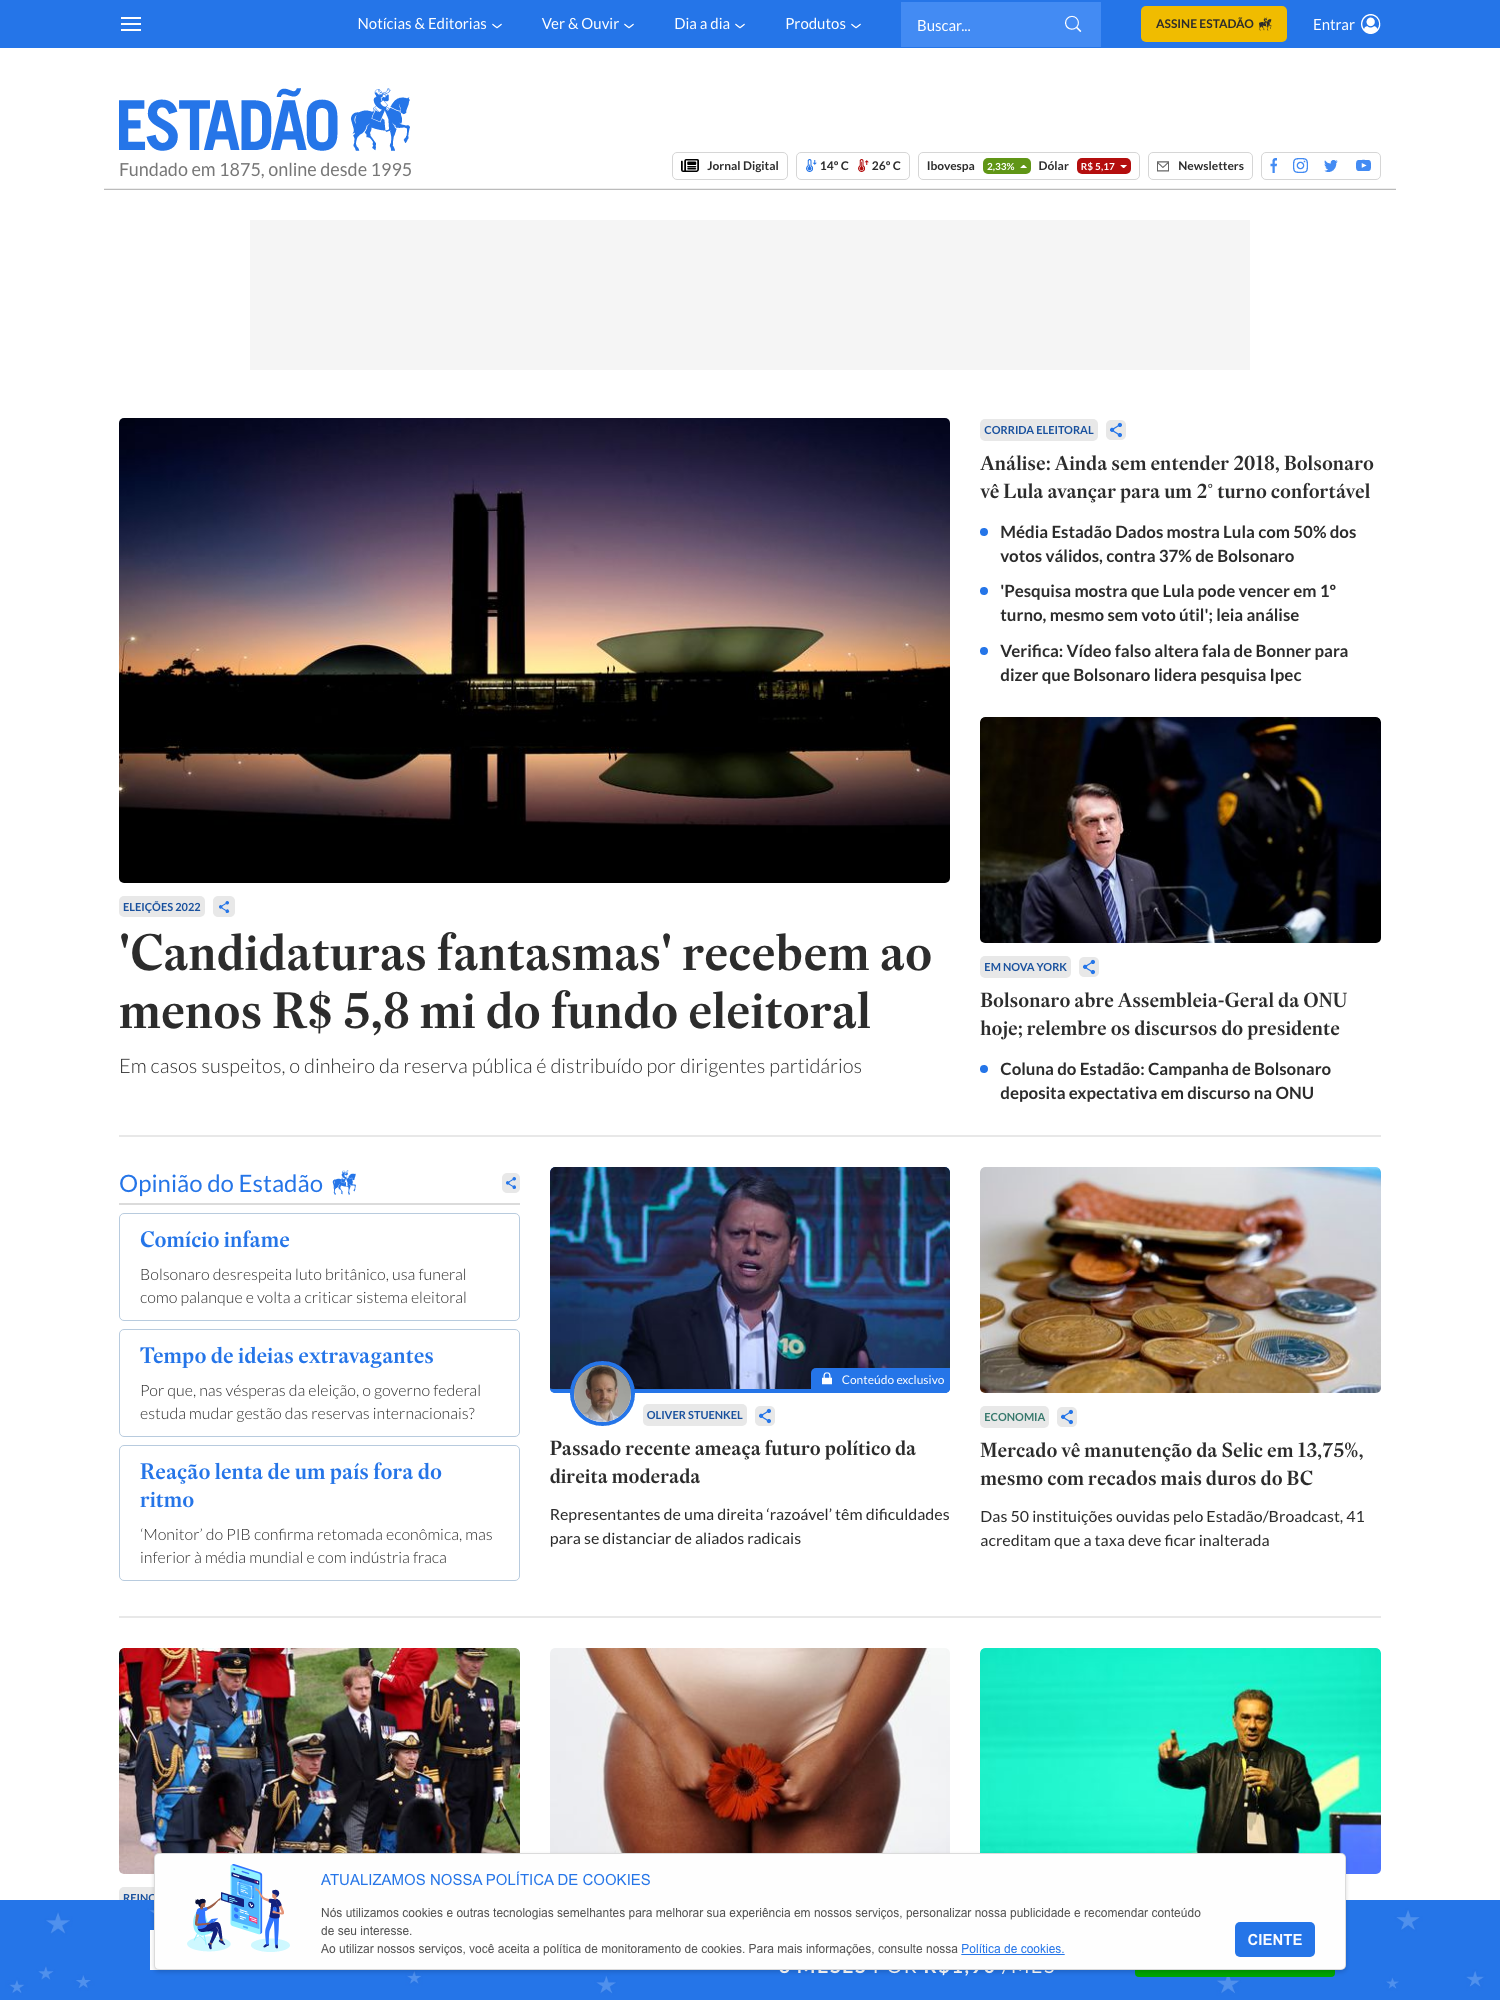 Notícias & Editorias
Ver & Ouvir
Dia a dia
Produtos
Buscar...
ASSINE ESTADÃO
Entrar
ESTADÃO
Fundado em 1875, online desde 1995
Jornal Digital
14º C 26º C
Ibovespa 2,33% Dólar R$ 5,17
Newsletters
CORRIDA ELEITORAL
Análise: Ainda sem entender 2018, Bolsonaro
vê Lula avançar para um 2° turno confortável
Média Estadão Dados mostra Lula com 50% dos
votos válidos, contra 37% de Bolsonaro
'Pesquisa mostra que Lula pode vencer em 1º
turno, mesmo sem voto útil'; leia análise
Verifica: Vídeo falso altera fala de Bonner para
dizer que Bolsonaro lidera pesquisa Ipec
ELEIÇÕES 2022
'Candidaturas fantasmas' recebem ao
menos R$ 5,8 mi do fundo eleitoral
Em casos suspeitos, o dinheiro da reserva pública é distribuído por dirigentes partidários
EM NOVA YORK
Bolsonaro abre Assembleia-Geral da ONU
hoje; relembre os discursos do presidente
Coluna do Estadão: Campanha de Bolsonaro
deposita expectativa em discurso na ONU
Opinião do Estadão
Comício infame
Bolsonaro desrespeita luto britânico, usa funeral
como palanque e volta a criticar sistema eleitoral
Tempo de ideias extravagantes
Por que, nas vésperas da eleição, o governo federal
estuda mudar gestão das reservas internacionais?
Reação lenta de um país fora do
ritmo
‘Monitor’ do PIB confirma retomada econômica, mas
inferior à média mundial e com indústria fraca
10
Conteúdo exclusivo
OLIVER STUENKEL
Passado recente ameaça futuro político da
direita moderada
Representantes de uma direita ‘razoável’ têm dificuldades
para se distanciar de aliados radicais
ECONOMIA
Mercado vê manutenção da Selic em 13,75%,
mesmo com recados mais duros do BC
Das 50 instituições ouvidas pelo Estadão/Broadcast, 41
acreditam que a taxa deve ficar inalterada
ATUALIZAMOS NOSSA POLÍTICA DE COOKIES
Nós utilizamos cookies e outras tecnologias semelhantes para melhorar sua experiência em nossos serviços, personalizar nossa publicidade e recomendar conteúdo
de seu interesse.
Ao utilizar nossos serviços, você aceita a política de monitoramento de cookies. Para mais informações, consulte nossa Política de cookies.
CIENTE